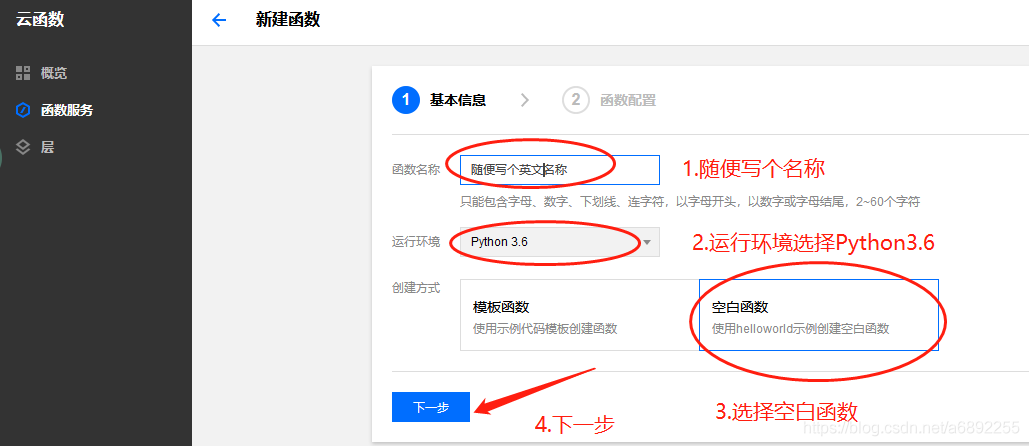 云函数
概览
函数服务
层
新建函数
1 基本信息
2 函数配置
函数名称 随便写个英文名称
1.随便写个名称
只能包含字母、数字、下划线、连字符，以字母开头，以数字或字母结尾，2~60个字符
运行环境 Python 3.6
2.运行环境选择Python3.6
创建方式
模板函数
使用示例代码模板创建函数
空白函数
使用helloworld示例创建空白函数
3.选择空白函数
下一步
4.下一步
https://blog.csdn.net/a6892255